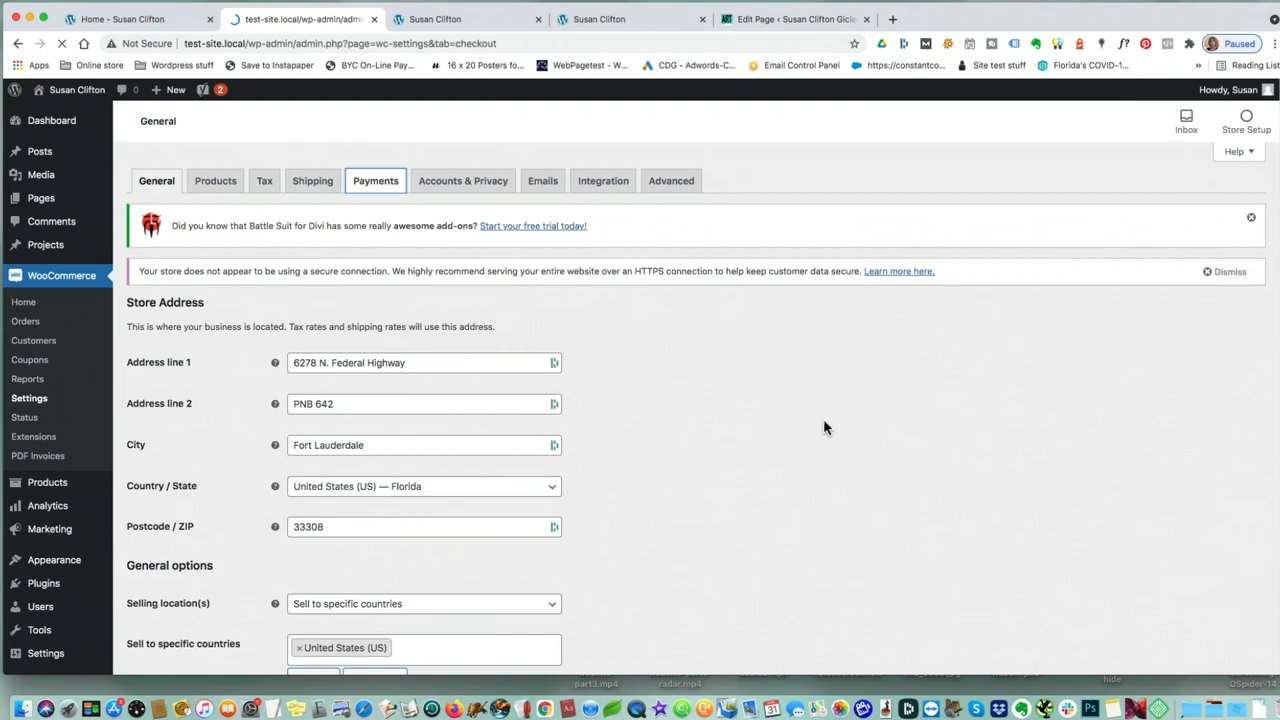 Home - Susan Clifton
test-site.local/wp-admin/admi
Susan Clifton
Susan Clifton
Edit Page ‹ Susan Clifton Gicle
Not Secure
test-site.local/wp-admin/admin.php?page=wc-settings&tab=checkout
Paused
Apps
Online store
Wordpress stuff
Save to Instapaper
BYC On-Line Pay...
16 x 20 Posters fo...
WebPagetest - W...
CDG - Adwords-C...
Email Control Panel
https://constantco...
Site test stuff
Florida's COVID-1...
»
Reading List
Susan Clifton
0
New
2
Howdy, Susan
Dashboard
Posts
Media
Pages
Comments
Projects
WooCommerce
Home
Orders
Customers
Coupons
Reports
Settings
Status
Extensions
PDF Invoices
Products
Analytics
Marketing
Appearance
Plugins
Users
Tools
Settings
General
Inbox
Store Setup
Help
General
Products
Tax
Shipping
Payments
Accounts & Privacy
Emails
Integration
Advanced
Did you know that Battle Suit for Divi has some really awesome add-ons? Start your free trial today!
Your store does not appear to be using a secure connection. We highly recommend serving your entire website over an HTTPS connection to help keep customer data secure. Learn more here.
Dismiss
Store Address
This is where your business is located. Tax rates and shipping rates will use this address.
Address line 1
6278 N. Federal Highway
Address line 2
PNB 642
City
Fort Lauderdale
Country / State
United States (US) — Florida
Postcode / ZIP
33308
General options
Selling location(s)
Sell to specific countries
Sell to specific countries
× United States (US)
part3.mp4
radar.mp4
hide
OSpider-14.